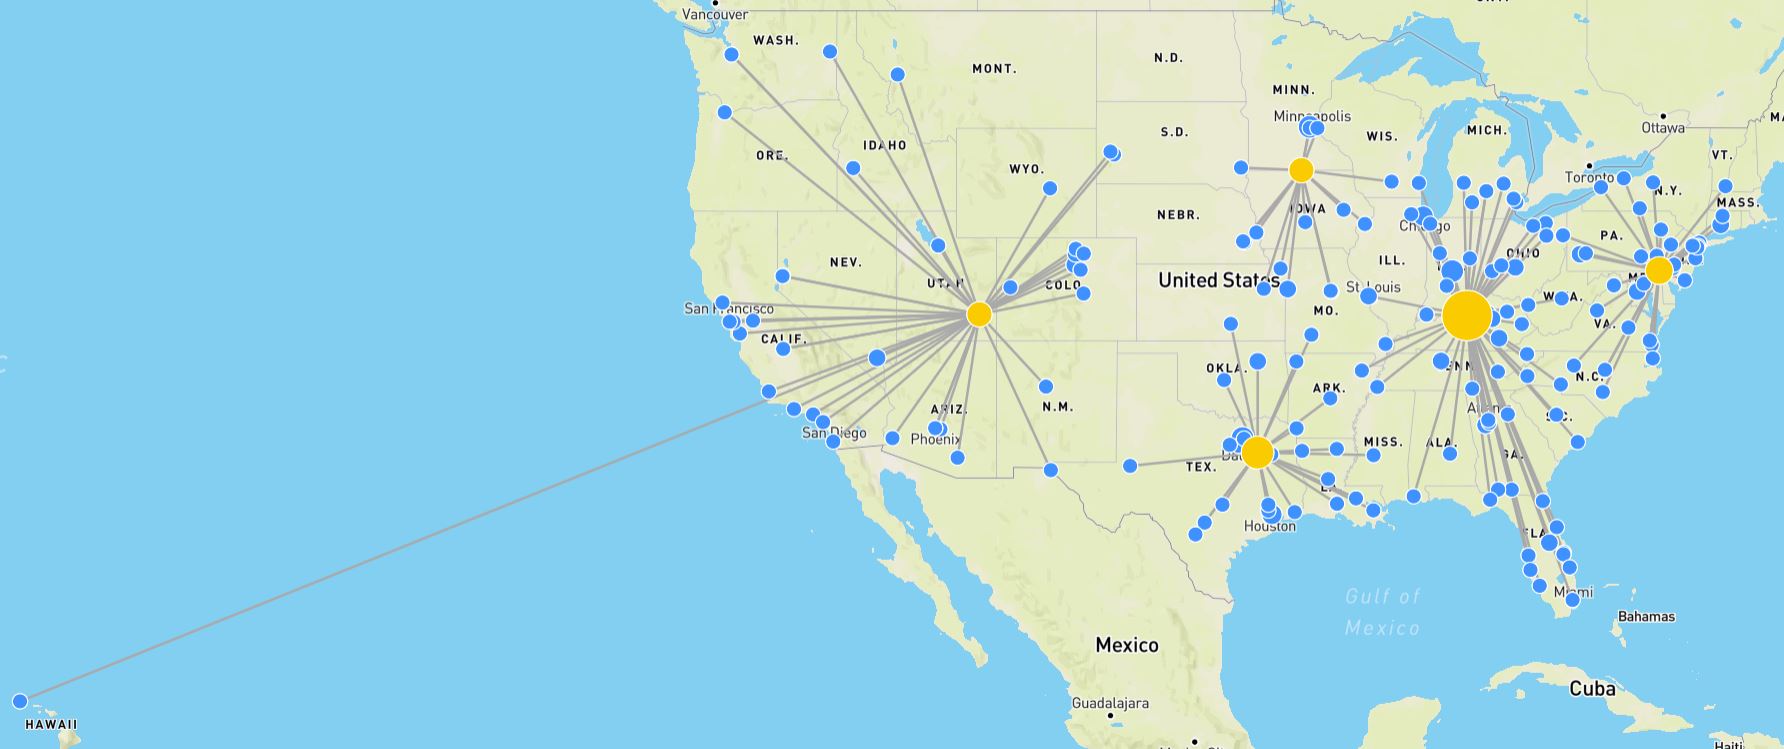 Vancouver
WASH.
MONT.
N.D.
MINN.
Minneapolis
Ottawa
ORE.
IDAHO
S.D.
WIS.
MICH.
VT.
WYO.
Toronto
N.Y.
MASS.
NEBR.
IOWA
Chicago
PA.
NEV.
UTAH
COLO.
United States
ILL.
OHIO
San Francisco
St. Louis
W. VA.
CALIF.
MO.
VA.
OKLA.
ARK.
TENN.
N.C.
ARIZ.
N.M.
Atlanta
S.C.
San Diego
Phoenix
TEX.
MISS.
ALA.
GA.
LA.
Houston
FLA.
Gulf of
Mexico
Miami
Bahamas
Mexico
Cuba
Guadalajara
HAWAII
Haiti